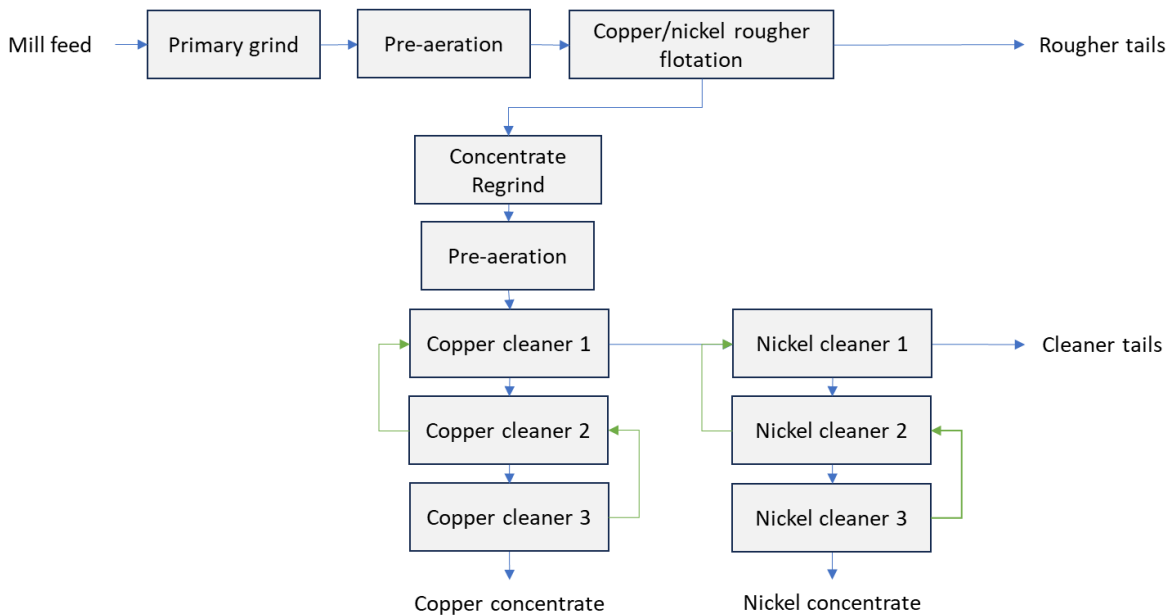 Mill feed
Primary grind
Pre-aeration
Copper/nickel rougher
flotation
Rougher tails
Concentrate
Regrind
Pre-aeration
Copper cleaner 1
Nickel cleaner 1
Cleaner tails
Copper cleaner 2
Nickel cleaner 2
Copper cleaner 3
Nickel cleaner 3
Copper concentrate
Nickel concentrate